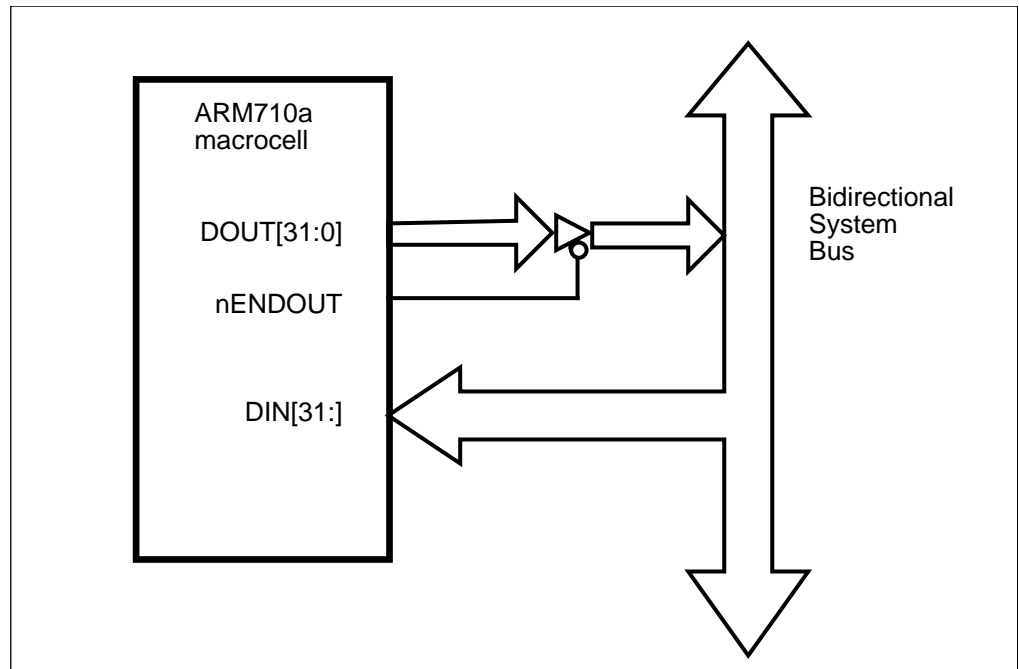 ARM710a
macrocell
DOUT[31:0]
nENDOUT
DIN[31:]
Bidirectional
System
Bus